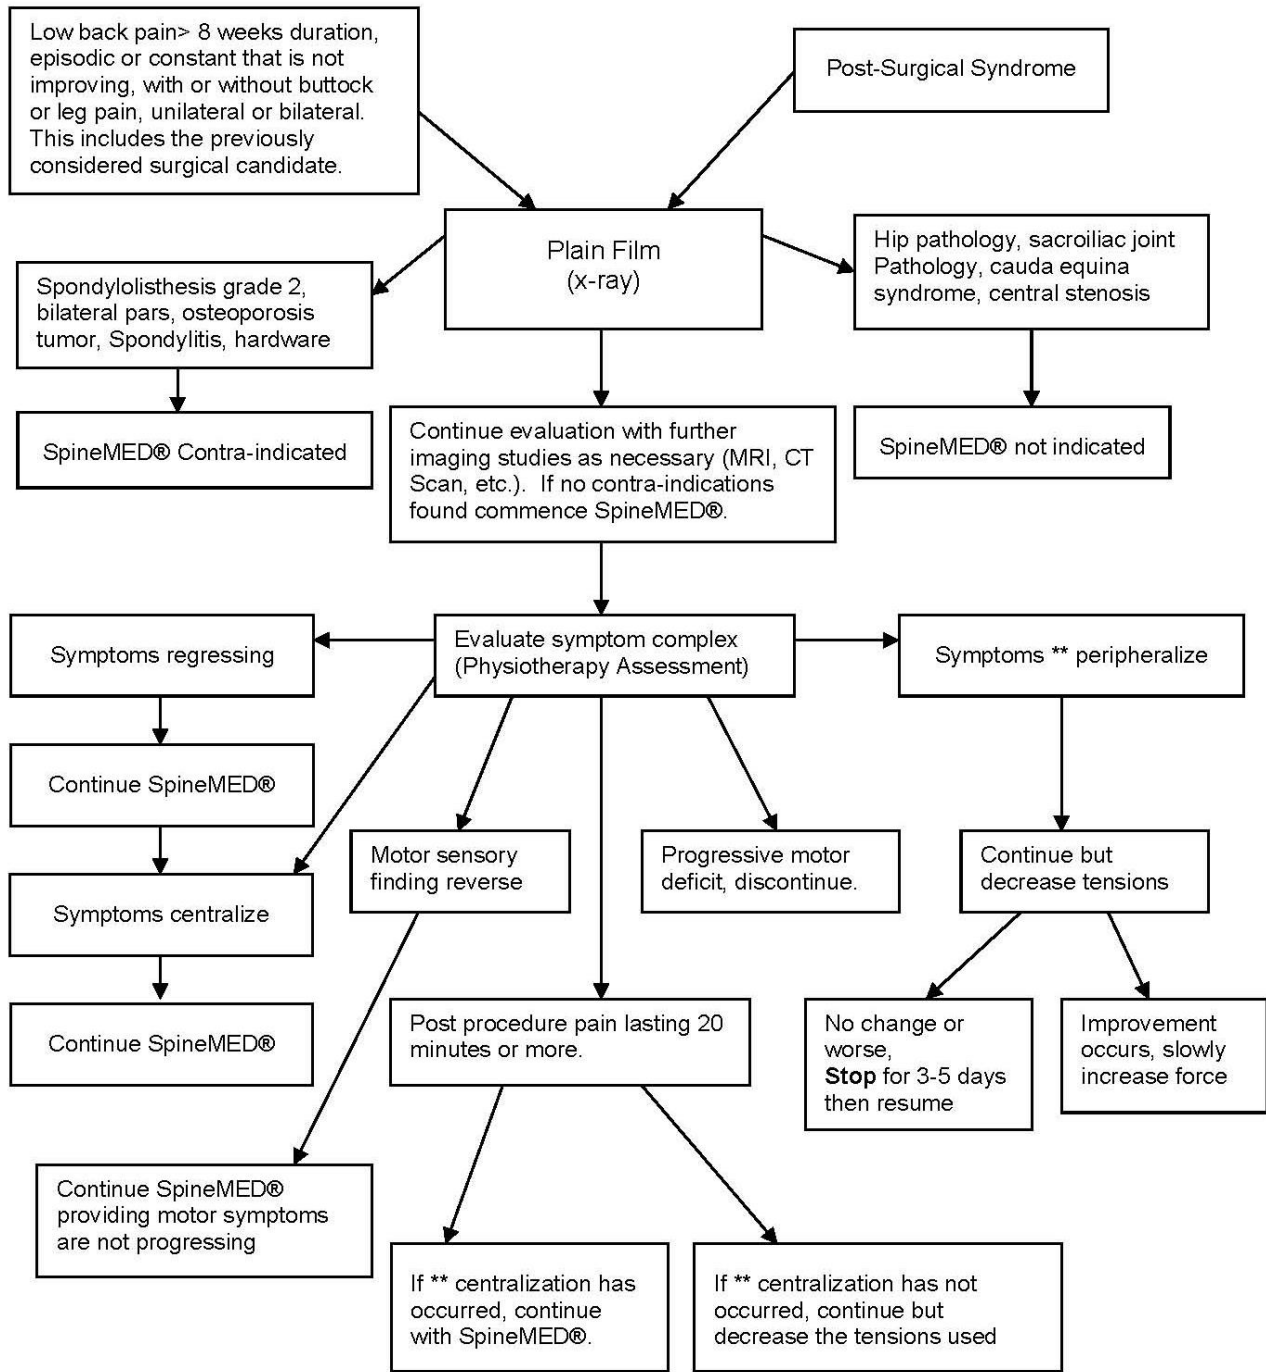 Low back pain> 8 weeks duration,
episodic or constant that is not
improving, with or without buttock
or leg pain, unilateral or bilateral.
This includes the previously
considered surgical candidate.
Post-Surgical Syndrome
Plain Film
(x-ray)
Hip pathology, sacroiliac joint
Pathology, cauda equina
syndrome, central stenosis
Spondylolisthesis grade 2,
bilateral pars, osteoporosis
tumor, Spondylitis, hardware
SpineMED® Contra-indicated
Continue evaluation with further
imaging studies as necessary (MRI, CT
Scan, etc.). If no contra-indications
found commence SpineMED®.
SpineMED® not indicated
Symptoms regressing
Evaluate symptom complex
(Physiotherapy Assessment)
Symptoms ** peripheralize
Continue SpineMED®
Motor sensory
finding reverse
Progressive motor
deficit, discontinue.
Continue but
decrease tensions
Symptoms centralize
Continue SpineMED®
Post procedure pain lasting 20
minutes or more.
No change or
worse,
Stop for 3-5 days
then resume
Improvement
occurs, slowly
increase force
Continue SpineMED®
providing motor symptoms
are not progressing
If ** centralization has
occurred, continue
with SpineMED®.
If ** centralization has not
occurred, continue but
decrease the tensions used